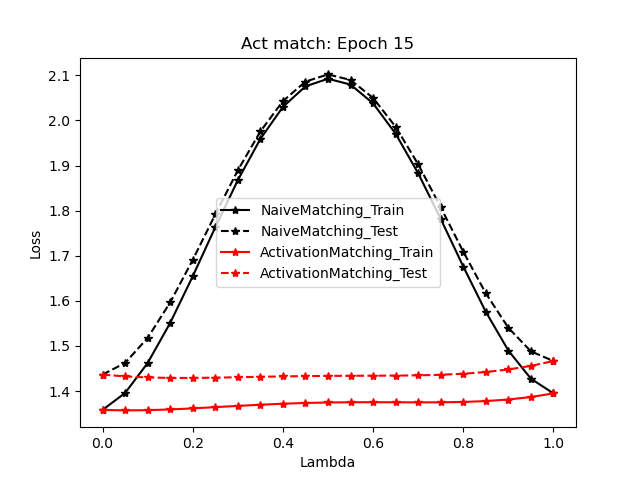 Act match: Epoch 15
Loss
2.1
2.0
1.9
1.8
1.7
1.6
1.5
1.4
NaiveMatching_Train
NaiveMatching_Test
ActivationMatching_Train
ActivationMatching_Test
0.0 0.2 0.4 0.6 0.8 1.0
Lambda